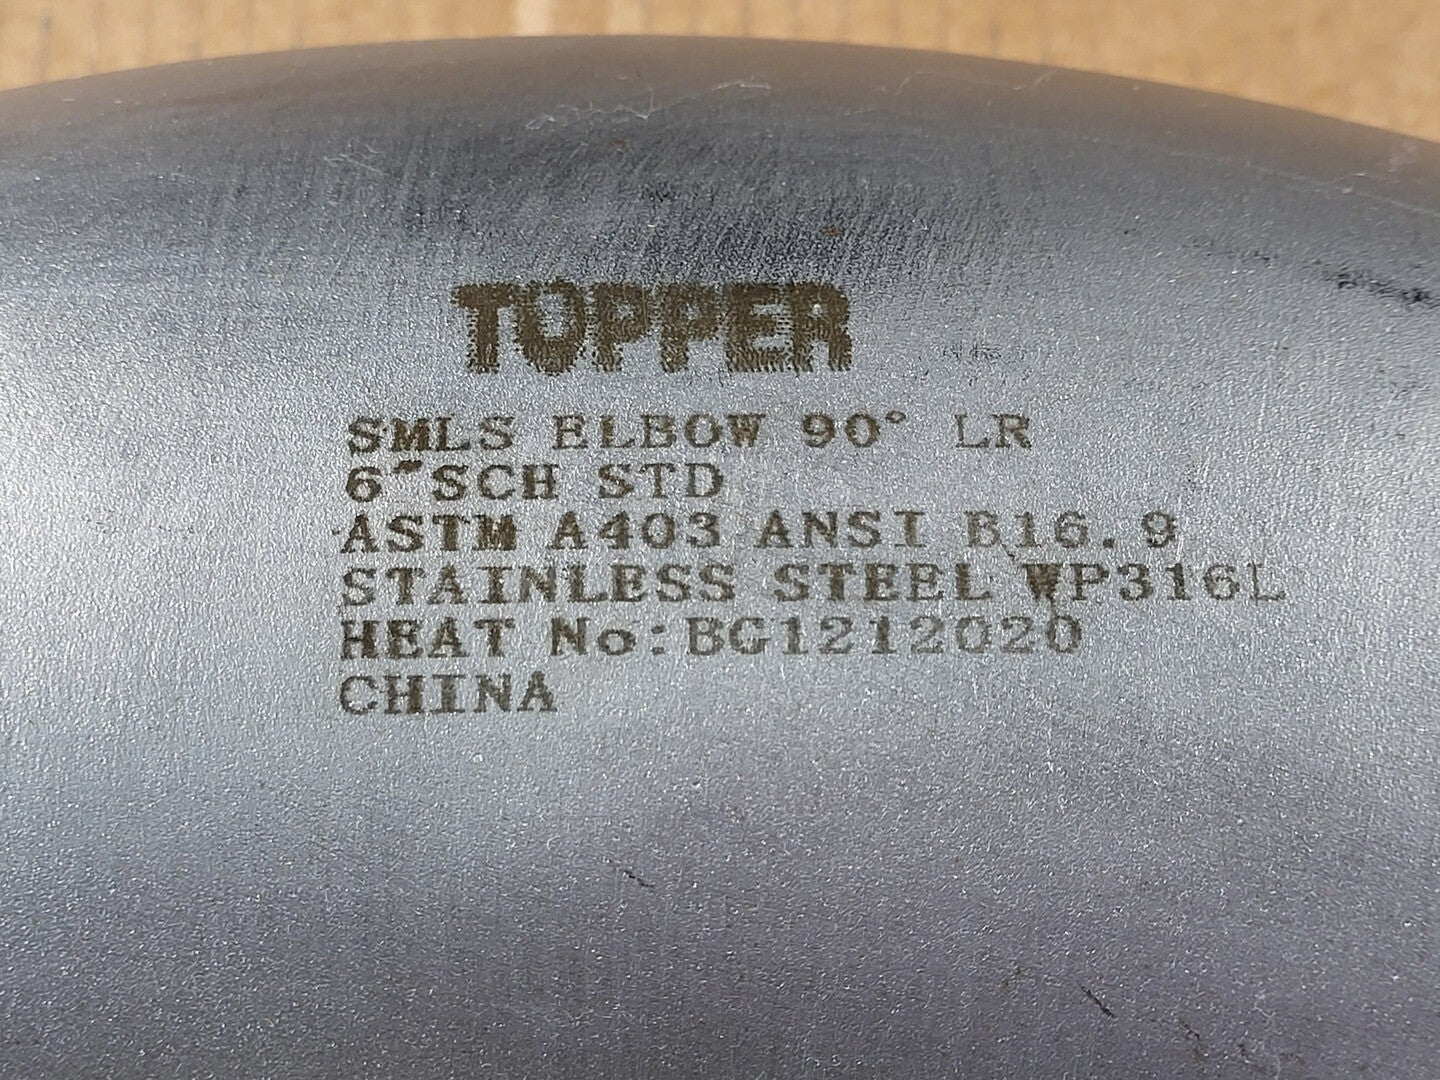 TOPPER
SMLS ELBOW 90° LR
6"SCH STD
ASTM A403 ANSI B16.9
STAINLESS STEEL WP316L
HEAT No:BG1212020
CHINA